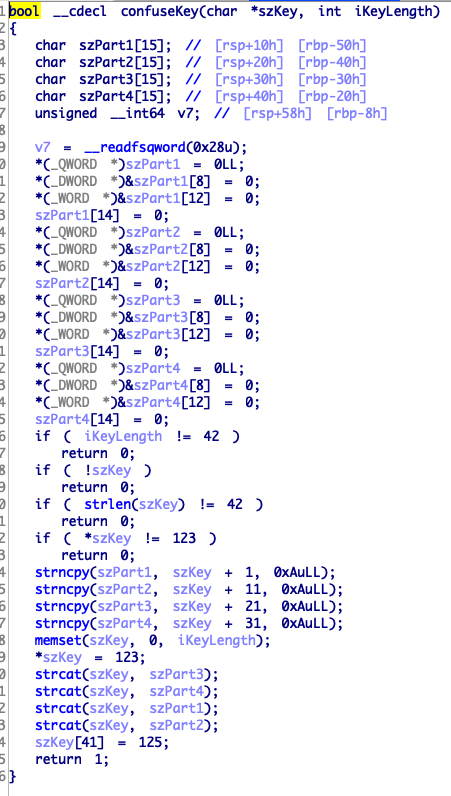 1 bool __cdecl confuseKey(char *szKey, int iKeyLength)
2 {
3 char szPart1[15]; // [rsp+10h] [rbp-50h]
4 char szPart2[15]; // [rsp+20h] [rbp-40h]
5 char szPart3[15]; // [rsp+30h] [rbp-30h]
6 char szPart4[15]; // [rsp+40h] [rbp-20h]
7 unsigned __int64 v7; // [rsp+58h] [rbp-8h]
8
9 v7 = __readfsqword(0x28u);
0 *(_QWORD *)szPart1 = 0LL;
1 *(_DWORD *)&szPart1[8] = 0;
2 *(_WORD *)&szPart1[12] = 0;
3 szPart1[14] = 0;
4 *(_QWORD *)szPart2 = 0LL;
5 *(_DWORD *)&szPart2[8] = 0;
6 *(_WORD *)&szPart2[12] = 0;
7 szPart2[14] = 0;
8 *(_QWORD *)szPart3 = 0LL;
9 *(_DWORD *)&szPart3[8] = 0;
0 *(_WORD *)&szPart3[12] = 0;
1 szPart3[14] = 0;
2 *(_QWORD *)szPart4 = 0LL;
3 *(_DWORD *)&szPart4[8] = 0;
4 *(_WORD *)&szPart4[12] = 0;
5 szPart4[14] = 0;
6 if ( iKeyLength != 42 )
7 return 0;
8 if ( !szKey )
9 return 0;
0 if ( strlen(szKey) != 42 )
1 return 0;
2 if ( *szKey != 123 )
3 return 0;
4 strncpy(szPart1, szKey + 1, 0xAuLL);
5 strncpy(szPart2, szKey + 11, 0xAuLL);
6 strncpy(szPart3, szKey + 21, 0xAuLL);
7 strncpy(szPart4, szKey + 31, 0xAuLL);
8 memset(szKey, 0, iKeyLength);
9 *szKey = 123;
0 strcat(szKey, szPart3);
1 strcat(szKey, szPart4);
2 strcat(szKey, szPart1);
3 strcat(szKey, szPart2);
4 szKey[41] = 125;
5 return 1;
6 }